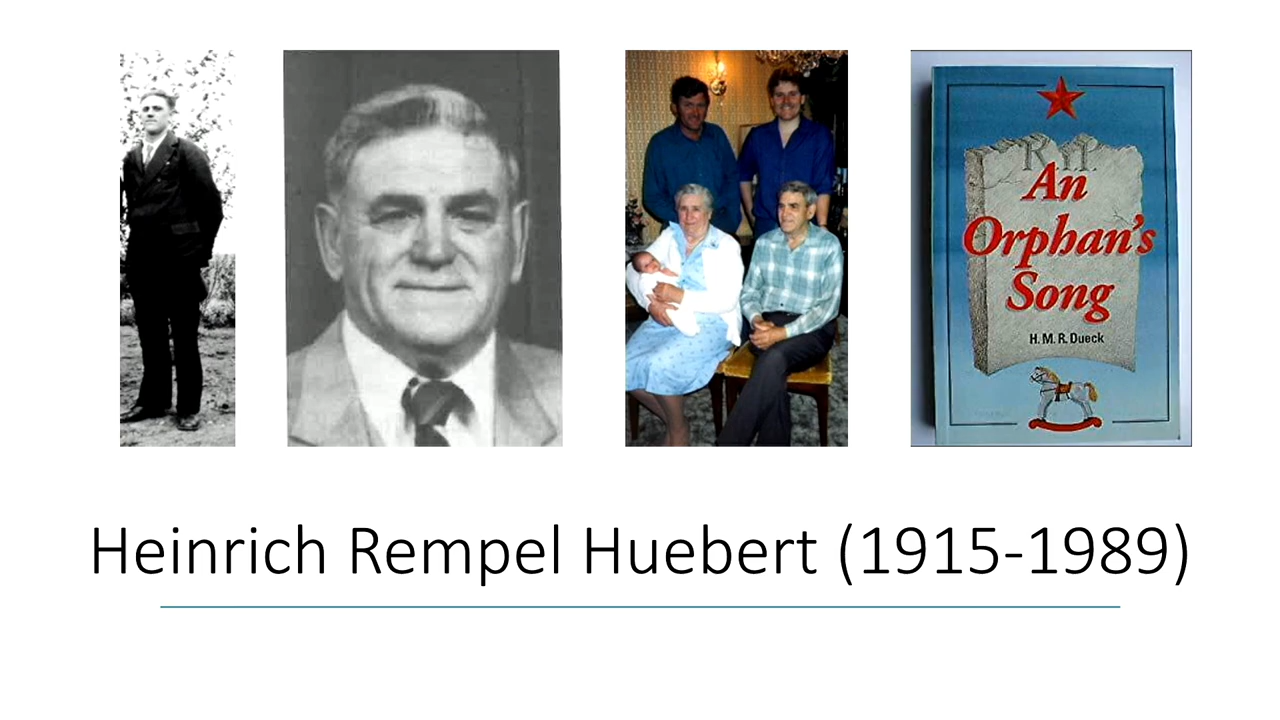 R.I.P.
An
Orphan's
Song
H. M. R. Dueck
Heinrich Rempel Huebert (1915-1989)